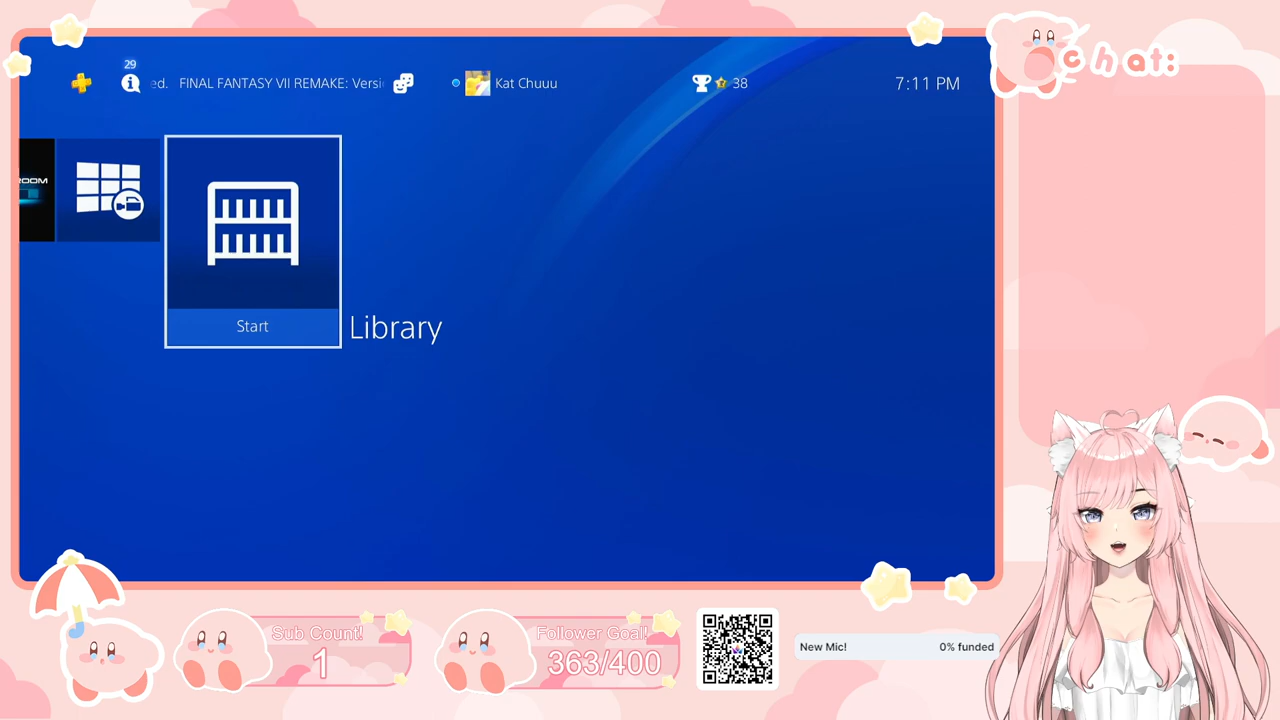 29
ed. FINAL FANTASY VII REMAKE: Versi
Kat Chuuu
38
7:11 PM
chat:
ROOM
Start
Library
Sub Count!
1
Follower Goal!
363/400
New Mic!
0% funded